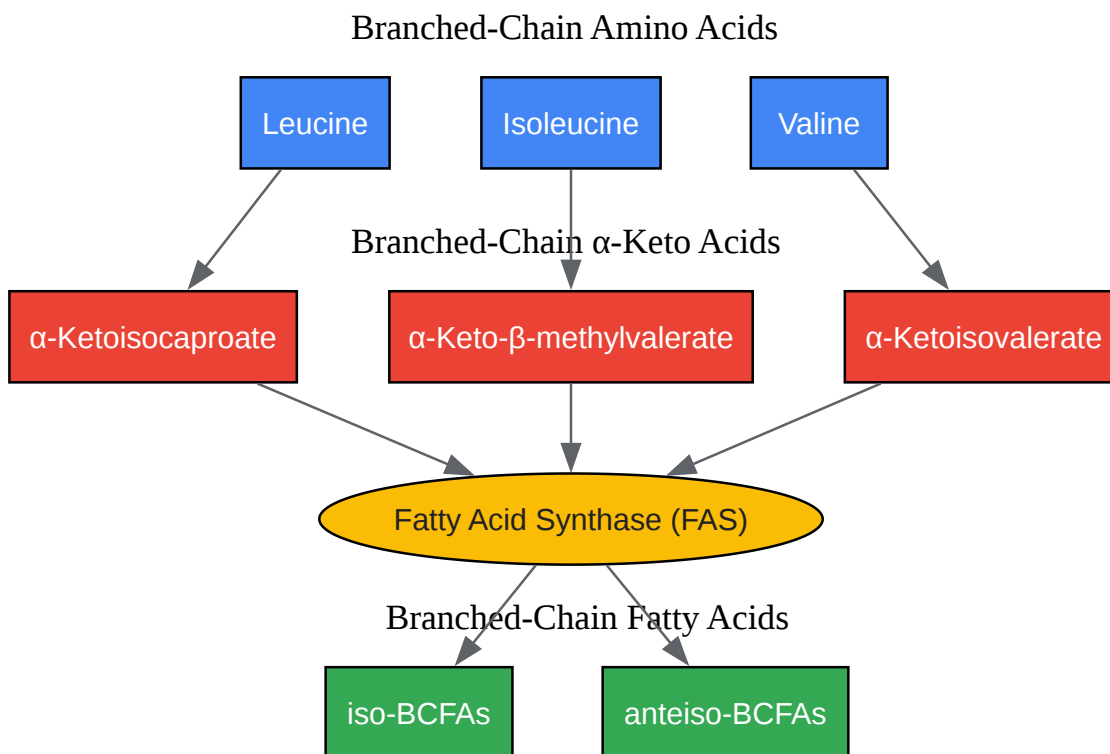 Branched-Chain Amino Acids
Leucine
Isoleucine
Valine
Branched-Chain α-Keto Acids
α-Ketoisocaproate
α-Keto-β-methylvalerate
α-Ketoisovalerate
Fatty Acid Synthase (FAS)
Branched-Chain Fatty Acids
iso-BCFAs
anteiso-BCFAs